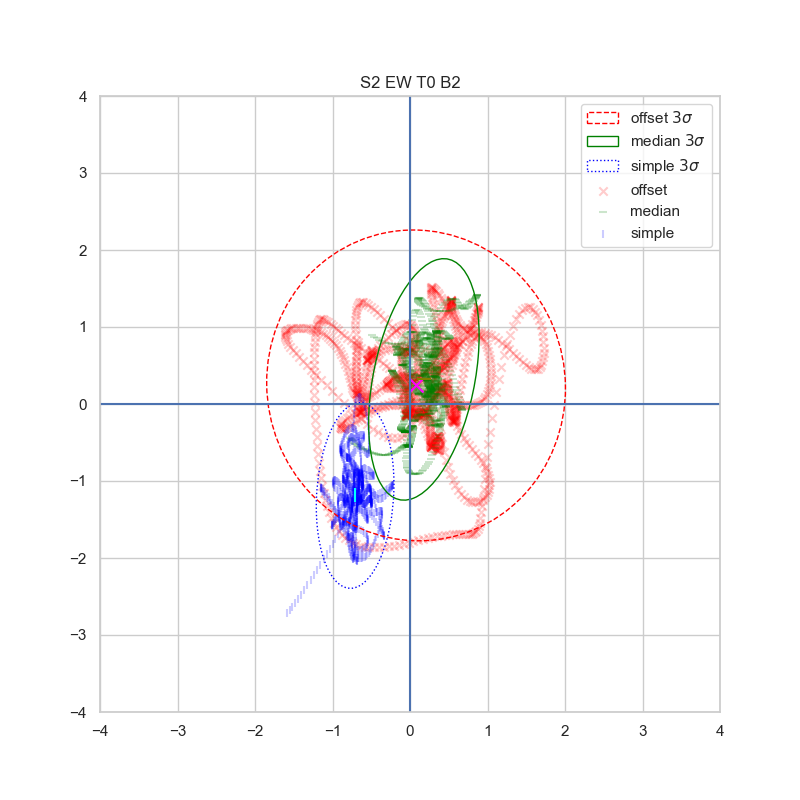 S2 EW T0 B2
offset 3σ
median 3σ
simple 3σ
offset
median
simple
4
3
2
1
0
−1
−2
−3
−4
−4 −3 −2 −1 0 1 2 3 4